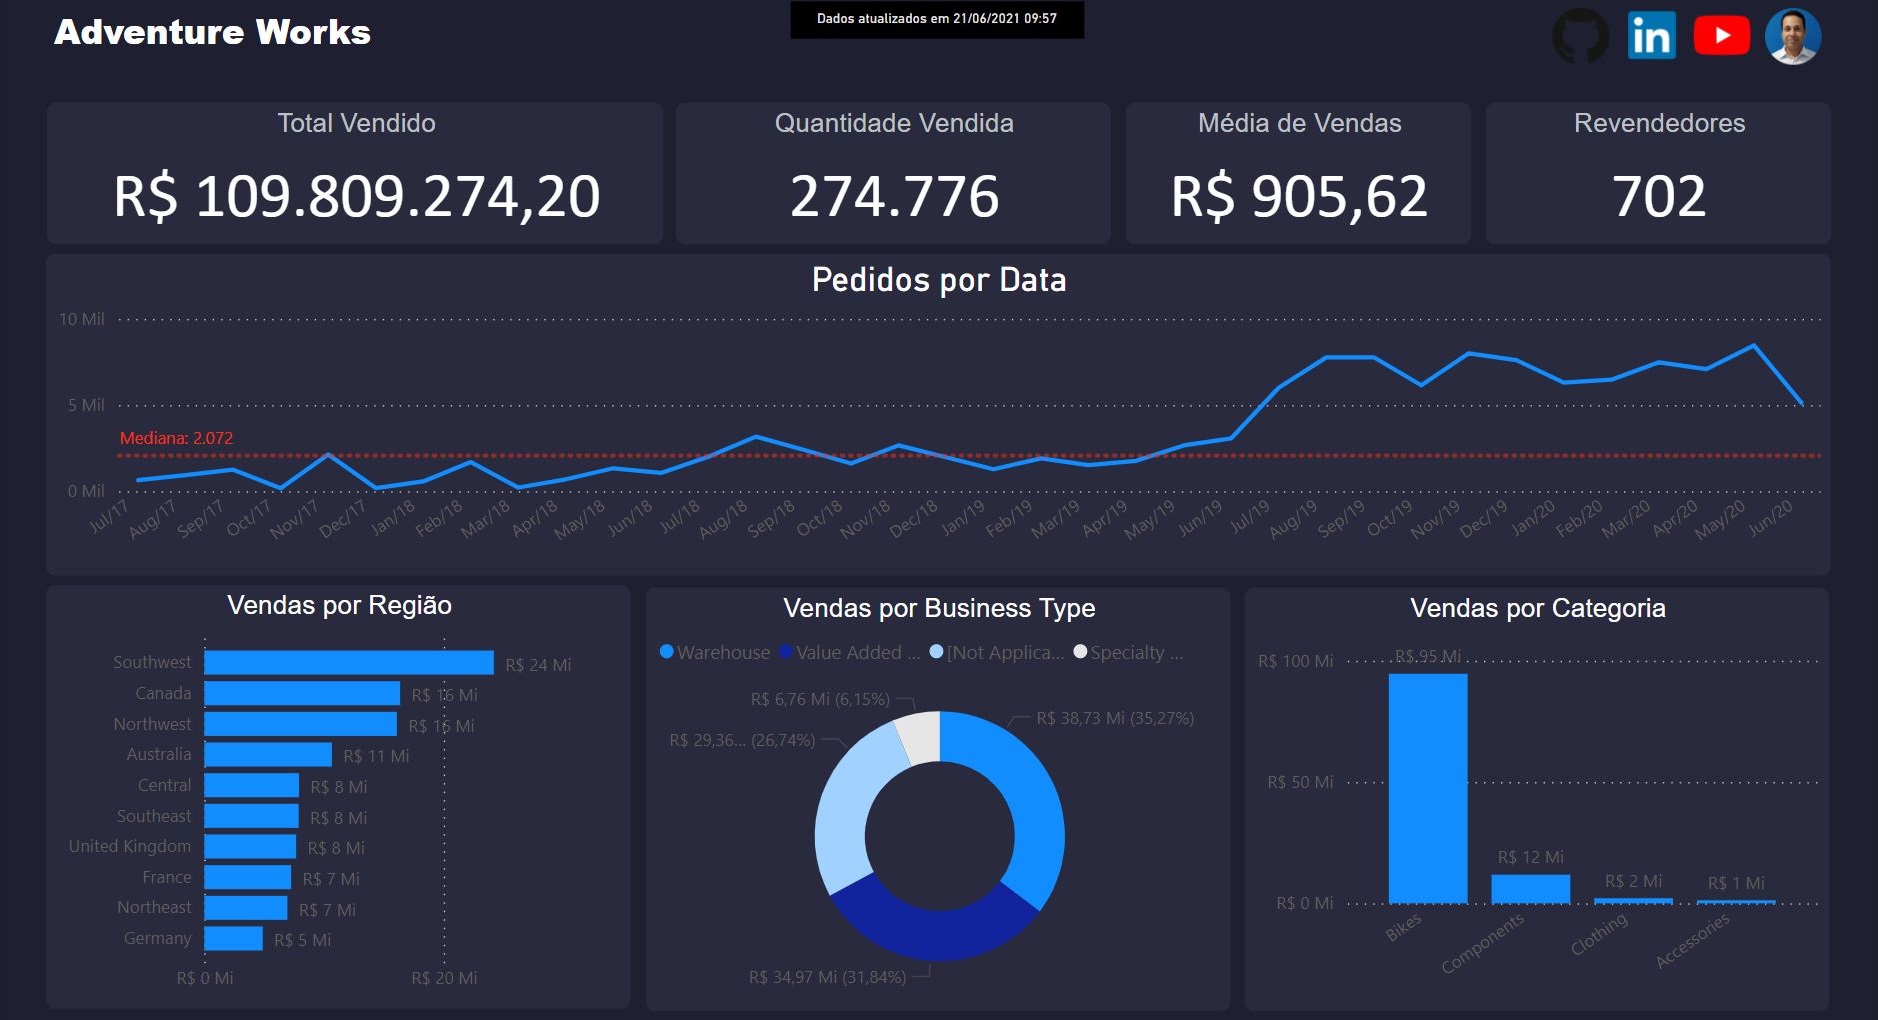 Adventure Works
Dados atualizados em 21/06/2021 09:57
in
Total Vendido
R$ 109.809.274,20
Quantidade Vendida
274.776
Média de Vendas
R$ 905,62
Revendedores
702
Pedidos por Data
10 Mil
5 Mil
Mediana: 2.072
0 Mil
Jul/17 Aug/17 Sep/17 Oct/17 Nov/17 Dec/17 Jan/18 Feb/18 Mar/18 Apr/18 May/18 Jun/18 Jul/18 Aug/18 Sep/18 Oct/18 Nov/18 Dec/18 Jan/19 Feb/19 Mar/19 Apr/19 May/19 Jun/19 Jul/19 Aug/19 Sep/19 Oct/19 Nov/19 Dec/19 Jan/20 Feb/20 Mar/20 Apr/20 May/20 Jun/20
Vendas por Região
Southwest R$ 24 Mi
Canada R$ 16 Mi
Northwest R$ 16 Mi
Australia R$ 11 Mi
Central R$ 8 Mi
Southeast R$ 8 Mi
United Kingdom R$ 8 Mi
France R$ 7 Mi
Northeast R$ 7 Mi
Germany R$ 5 Mi
R$ 0 Mi R$ 20 Mi
Vendas por Business Type
Warehouse Value Added ... [Not Applica... Specialty ...
R$ 6,76 Mi (6,15%)
R$ 38,73 Mi (35,27%)
R$ 29,36... (26,74%)
R$ 34,97 Mi (31,84%)
Vendas por Categoria
R$ 100 Mi
R$ 95 Mi
R$ 50 Mi
R$ 12 Mi
R$ 2 Mi
R$ 1 Mi
R$ 0 Mi
Bikes Components Clothing Accessories